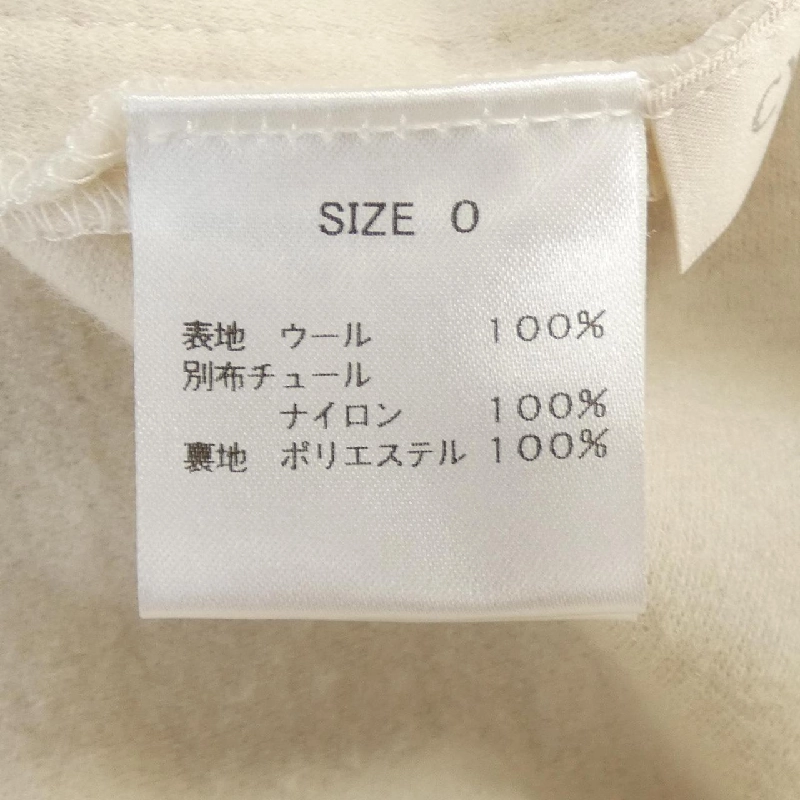 SIZE 0
表地 ウール 100%
別布チュール
ナイロン 100%
裏地 ポリエステル 100%